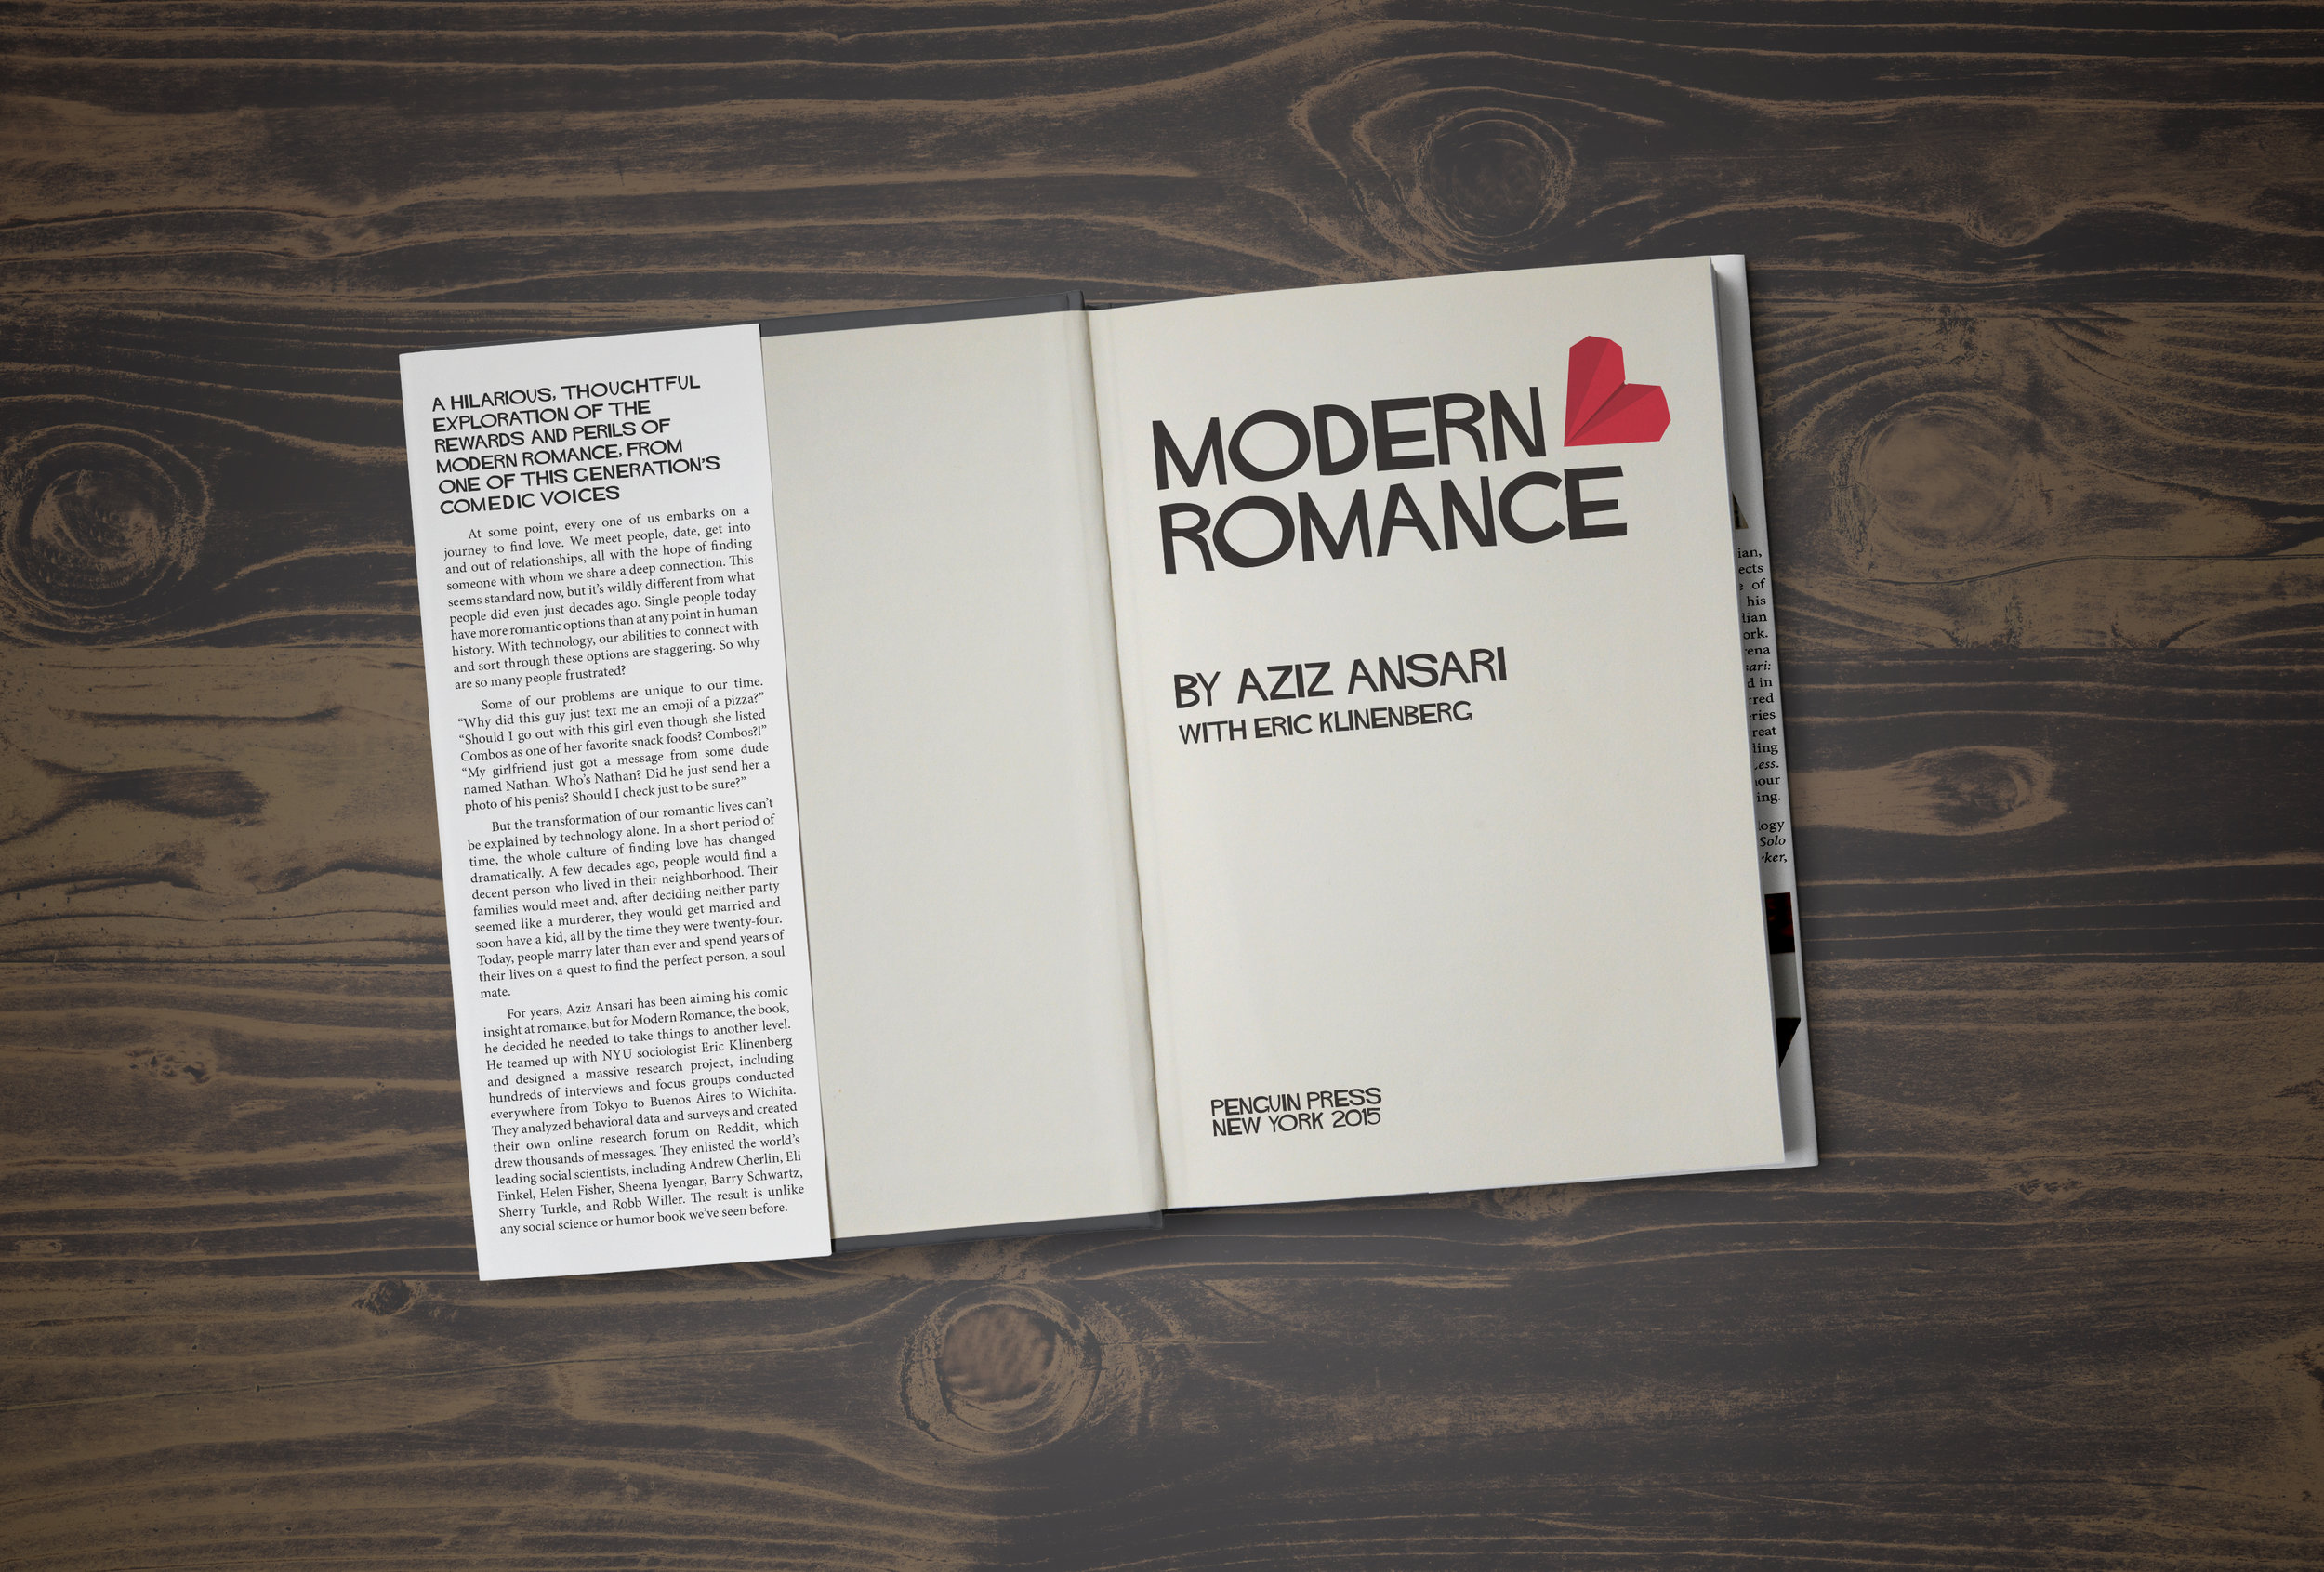 A HILARIOUS, THOUGHTFUL
EXPLORATION OF THE
REWARDS AND PERILS OF
MODERN ROMANCE, FROM
ONE OF THIS GENERATION'S
COMEDIC VOICES
At some point, every one of us embarks on a
journey to find love. We meet people, date, get into
and out of relationships, all with the hope of finding
someone with whom we share a deep connection. This
seems standard now, but it's wildly different from what
people did even just decades ago. Single people today
have more romantic options than at any point in human
history. With technology, our abilities to connect with
and sort through these options are staggering. So why
are so many people frustrated?
Some of our problems are unique to our time.
“Why did this guy just text me an emoji of a pizza?”
“Should I go out with this girl even though she listed
Combos as one of her favorite snack foods? Combos?!”
“My girlfriend just got a message from some dude
named Nathan. Who's Nathan? Did he just send her a
photo of his penis? Should I check just to be sure?”
But the transformation of our romantic lives can't
be explained by technology alone. In a short period of
time, the whole culture of finding love has changed
dramatically. A few decades ago, people would find a
decent person who lived in their neighborhood. Their
families would meet and, after deciding neither party
seemed like a murderer, they would get married and
soon have a kid, all by the time they were twenty-four.
Today, people marry later than ever and spend years of
their lives on a quest to find the perfect person, a soul
mate.
For years, Aziz Ansari has been aiming his comic
insight at romance, but for Modern Romance, the book,
he decided he needed to take things to another level.
He teamed up with NYU sociologist Eric Klinenberg
and designed a massive research project, including
hundreds of interviews and focus groups conducted
everywhere from Tokyo to Buenos Aires to Wichita.
They analyzed behavioral data and surveys and created
their own online research forum on Reddit, which
drew thousands of messages. They enlisted the world's
leading social scientists, including Andrew Cherlin, Eli
Finkel, Helen Fisher, Sheena Iyengar, Barry Schwartz,
Sherry Turkle, and Robb Willer. The result is unlike
any social science or humor book we've seen before.
MODERN
ROMANCE
BY AZIZ ANSARI
WITH ERIC KLINENBERG
PENGUIN PRESS
NEW YORK 2015
of
his
d in
Solo